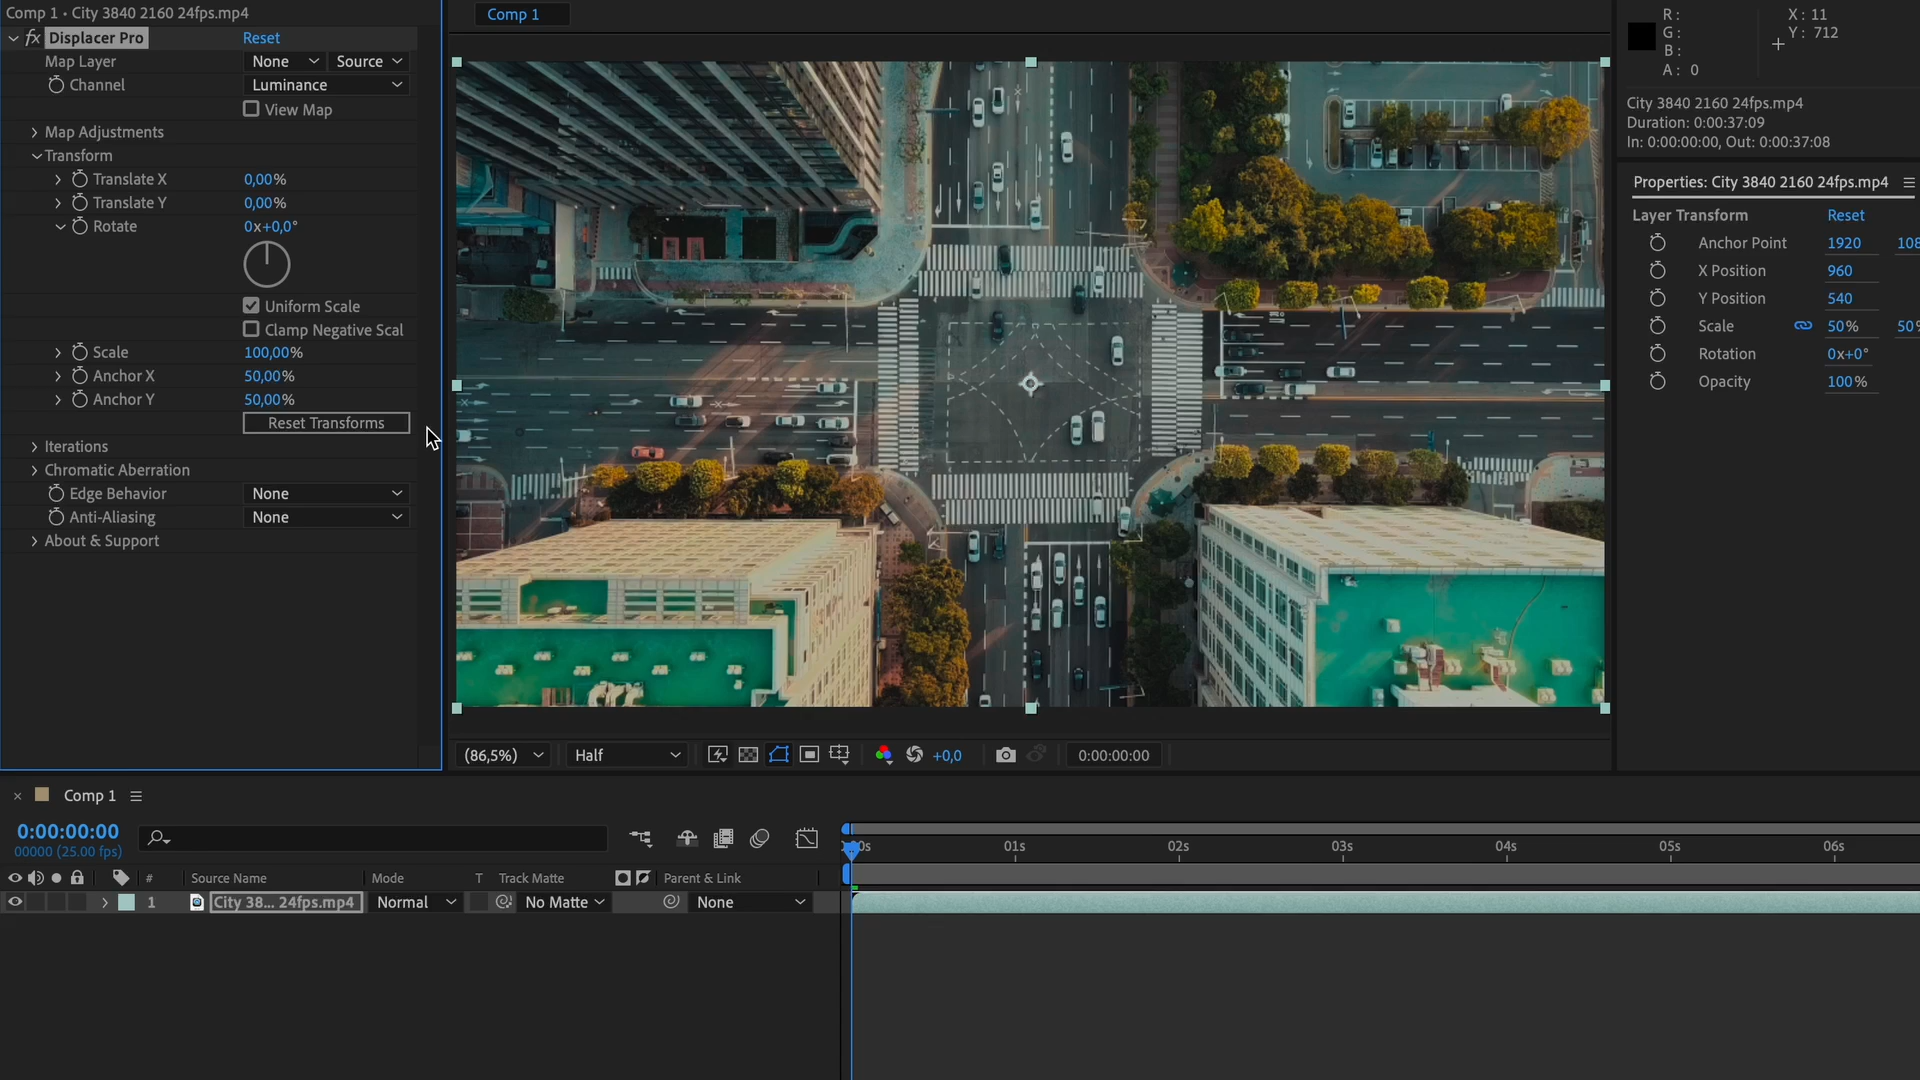 Comp 1 • City 3840 2160 24fps.mp4
fx Displacer Pro Reset
Map Layer None Source
Channel Luminance
View Map
Map Adjustments
Transform
Translate X 0,00%
Translate Y 0,00%
Rotate 0x+0,0°
Uniform Scale
Clamp Negative Scal
Scale 100,00%
Anchor X 50,00%
Anchor Y 50,00%
Reset Transforms
Iterations
Chromatic Aberration
Edge Behavior None
Anti-Aliasing None
About & Support
Comp 1
(86,5%) Half +0,0 0:00:00:00
R :
G :
B :
A : 0
X : 11
Y : 712
City 3840 2160 24fps.mp4
Duration: 0:00:37:09
In: 0:00:00:00, Out: 0:00:37:08
Properties: City 3840 2160 24fps.mp4
Layer Transform Reset
Anchor Point 1920 108
X Position 960
Y Position 540
Scale 50% 50%
Rotation 0x+0°
Opacity 100%
× Comp 1
0:00:00:00
00000 (25.00 fps)
# Source Name Mode T Track Matte Parent & Link
1 City 38... 24fps.mp4 Normal No Matte None
00s 01s 02s 03s 04s 05s 06s